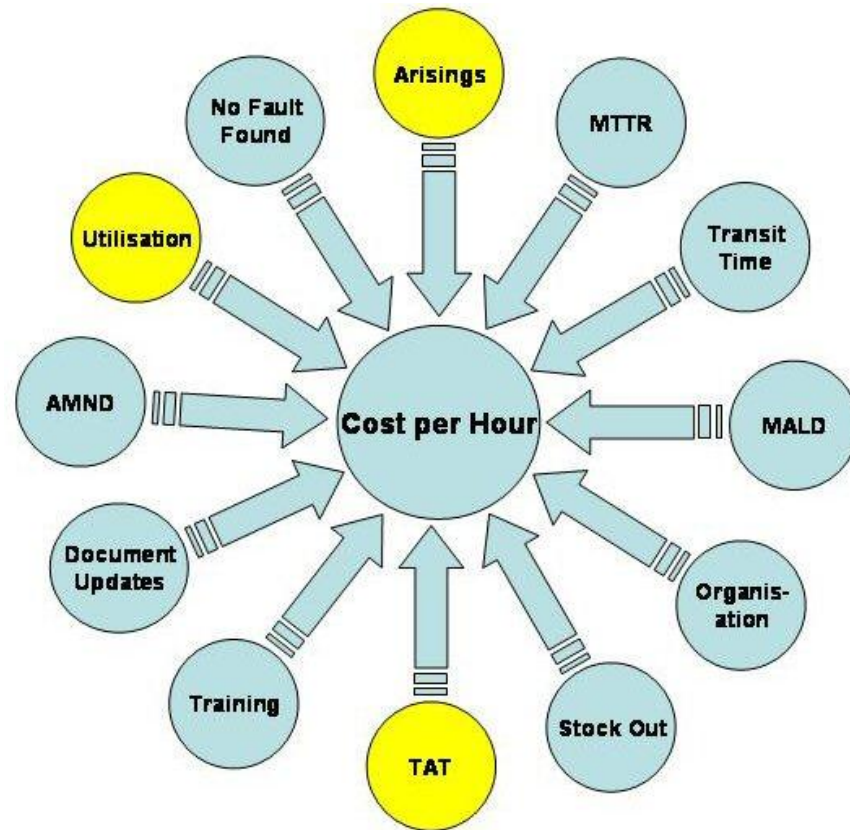 Arisings
No Fault
Found
MTTR
Utilisation
Transit
Time
AMND
Cost per Hour
MALD
Document
Updates
Organis-
ation
Training
Stock Out
TAT